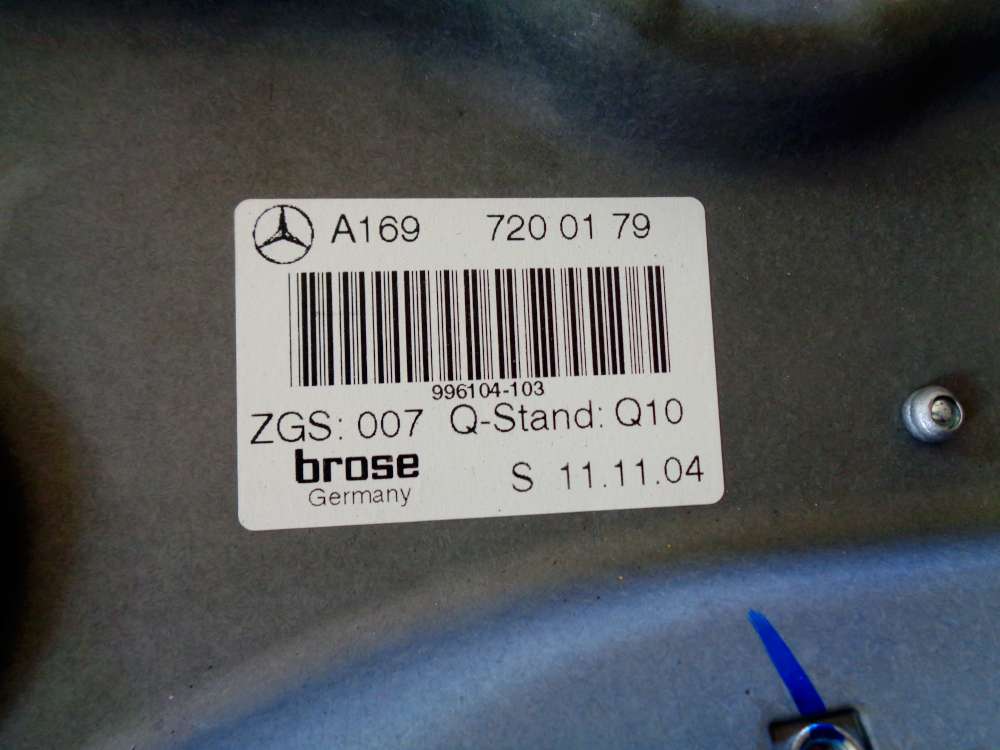 A169 720 01 79
996104-103
ZGS: 007 Q-Stand: Q10
brose
Germany
S 11.11.04